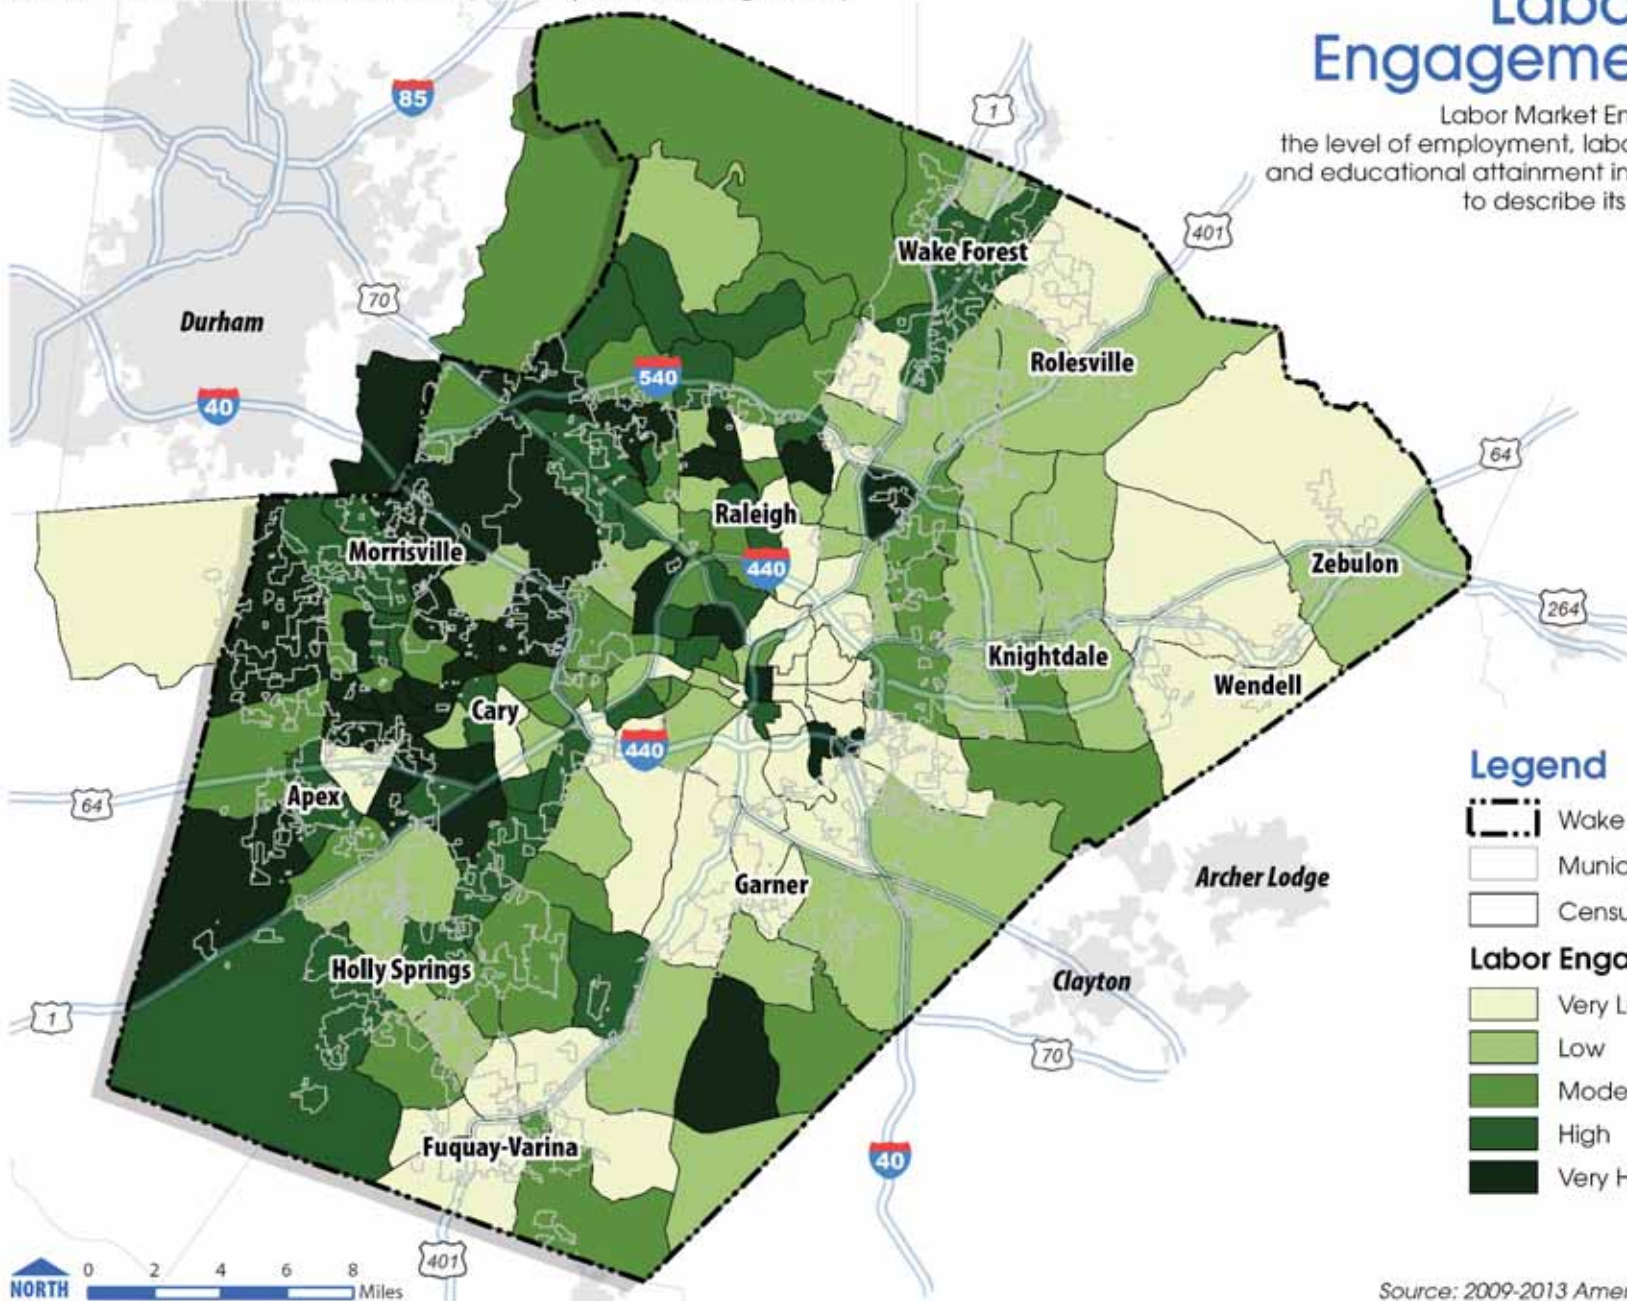 Labo
Engageme
Labor Market En
the level of employment, labo
and educational attainment in
to describe its
85
1
401
Wake Forest
70
Durham
Rolesville
540
40
64
Raleigh
Morrisville
440
Zebulon
264
Knightdale
Wendell
Cary
440
Legend
64
Apex
Wake
Munic
Archer Lodge
Garner
Censu
Labor Enga
Holly Springs
Clayton
Very L
1
Low
70
Mode
High
Fuquay-Varina
40
Very H
401
NORTH
0 2 4 6 8
Miles
Source: 2009-2013 Amer